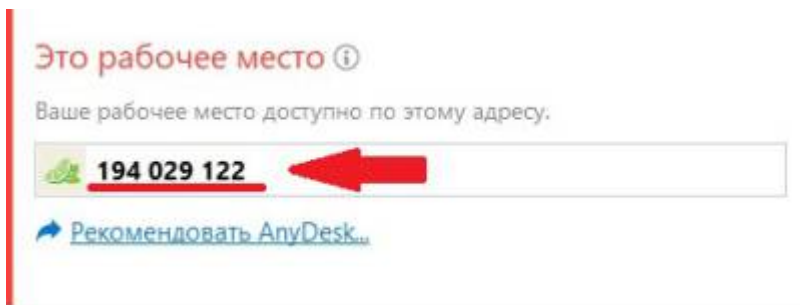 Это рабочее место
Ваше рабочее место доступно по этому адресу.
194 029 122
Рекомендовать AnyDesk...